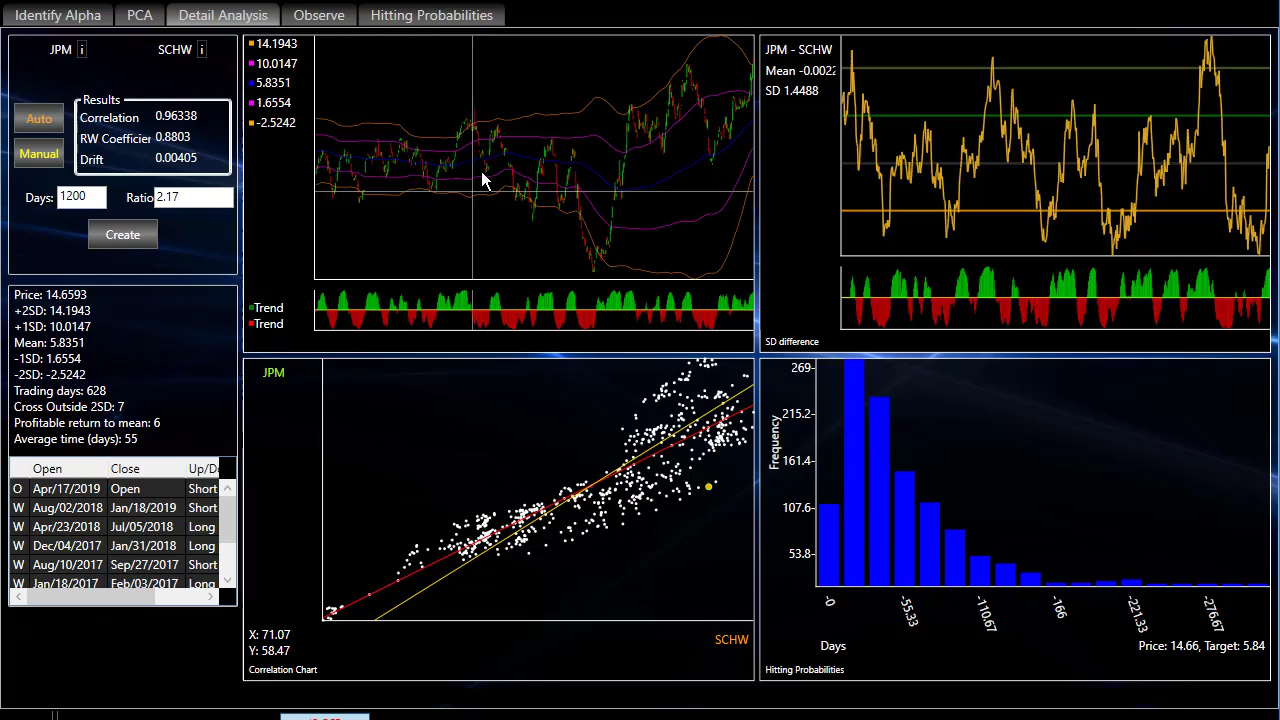 Identify Alpha PCA Detail Analysis Observe Hitting Probabilities
JPM i SCHW i
Auto
Manual
Results
Correlation 0.96338
RW Coefficier 0.8803
Drift 0.00405
Days: 1200 Ratio 2.17
Create
Price: 14.6593
+2SD: 14.1943
+1SD: 10.0147
Mean: 5.8351
-1SD: 1.6554
-2SD: -2.5242
Trading days: 628
Cross Outside 2SD: 7
Profitable return to mean: 6
Average time (days): 55
Open Close Up/Do
O Apr/17/2019 Open Short
W Aug/02/2018 Jan/18/2019 Short
W Apr/23/2018 Jul/05/2018 Long
W Dec/04/2017 Jan/31/2018 Long
W Aug/10/2017 Sep/27/2017 Short
W Jan/18/2017 Feb/03/2017 Long
14.1943
10.0147
5.8351
1.6554
-2.5242
Trend
Trend
JPM - SCHW
Mean -0.0022
SD 1.4488
SD difference
JPM
X: 71.07
Y: 58.47
SCHW
Correlation Chart
269
215.2
161.4
107.6
53.8
Frequency
-0
-55.33
-110.67
-166
-221.33
-276.67
Days
Price: 14.66, Target: 5.84
Hitting Probabilities